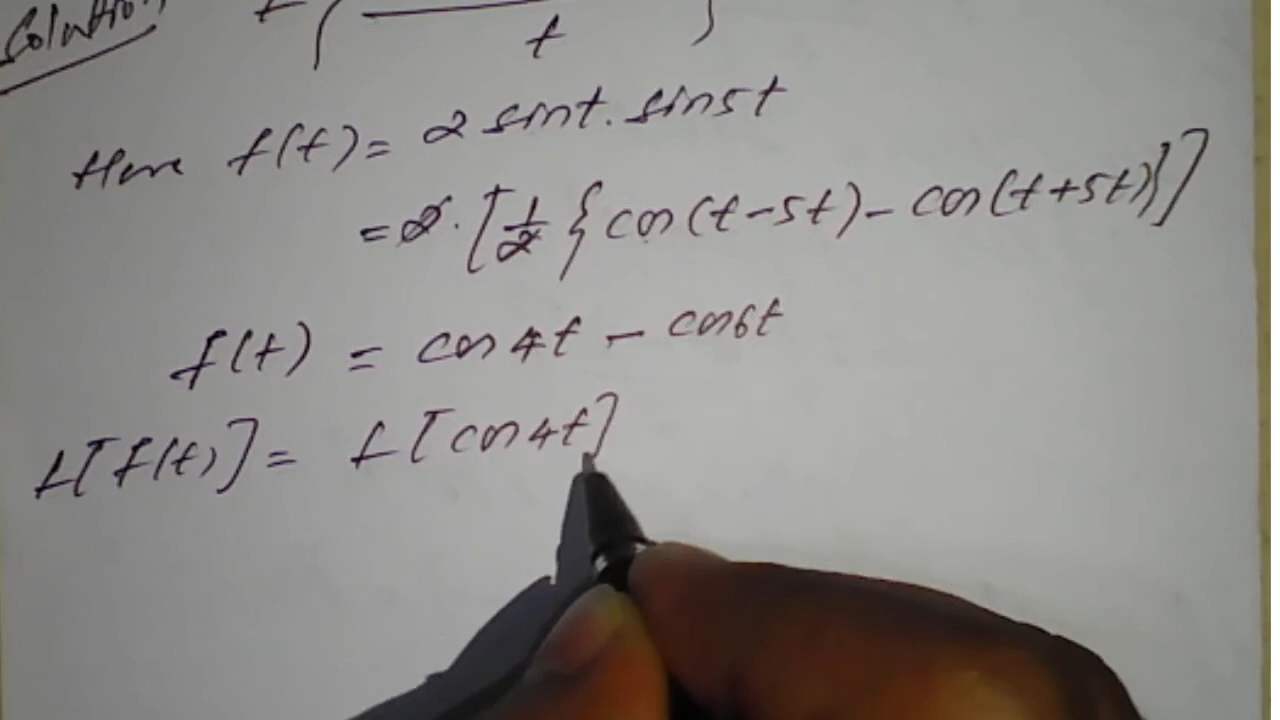 Solution
t
Here f(t) = 2 sint. sin5t
= 2. [1/2 {cos(t-5t) - cos(t+5t)}]
f(t) = cos4t - cos6t
L[f(t)] = L[cos4t]